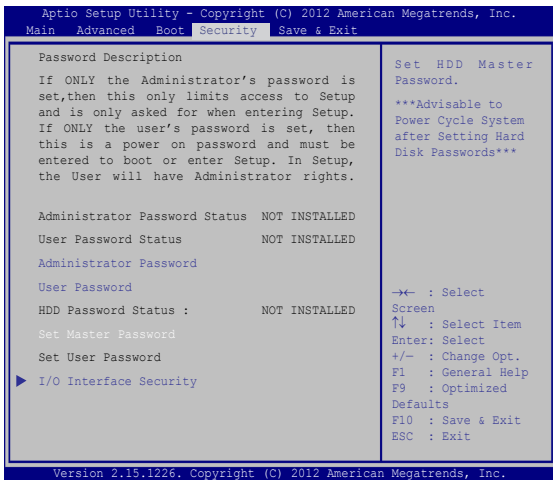 Aptio Setup Utility - Copyright (C) 2012 American Megatrends, Inc.
Main Advanced Boot Security Save & Exit
Password Description
If ONLY the Administrator's password is
set,then this only limits access to Setup
and is only asked for when entering Setup.
If ONLY the user's password is set, then
this is a power on password and must be
entered to boot or enter Setup. In Setup,
the User will have Administrator rights.
Administrator Password Status NOT INSTALLED
User Password Status NOT INSTALLED
Administrator Password
User Password
HDD Password Status : NOT INSTALLED
Set Master Password
Set User Password
I/O Interface Security
Set HDD Master
Password.
***Advisable to
Power Cycle System
after Setting Hard
Disk Passwords***
→← : Select
Screen
↑↓ : Select Item
Enter: Select
+/- : Change Opt.
F1 : General Help
F9 : Optimized
Defaults
F10 : Save & Exit
ESC : Exit
Version 2.15.1226. Copyright (C) 2012 American Megatrends, Inc.